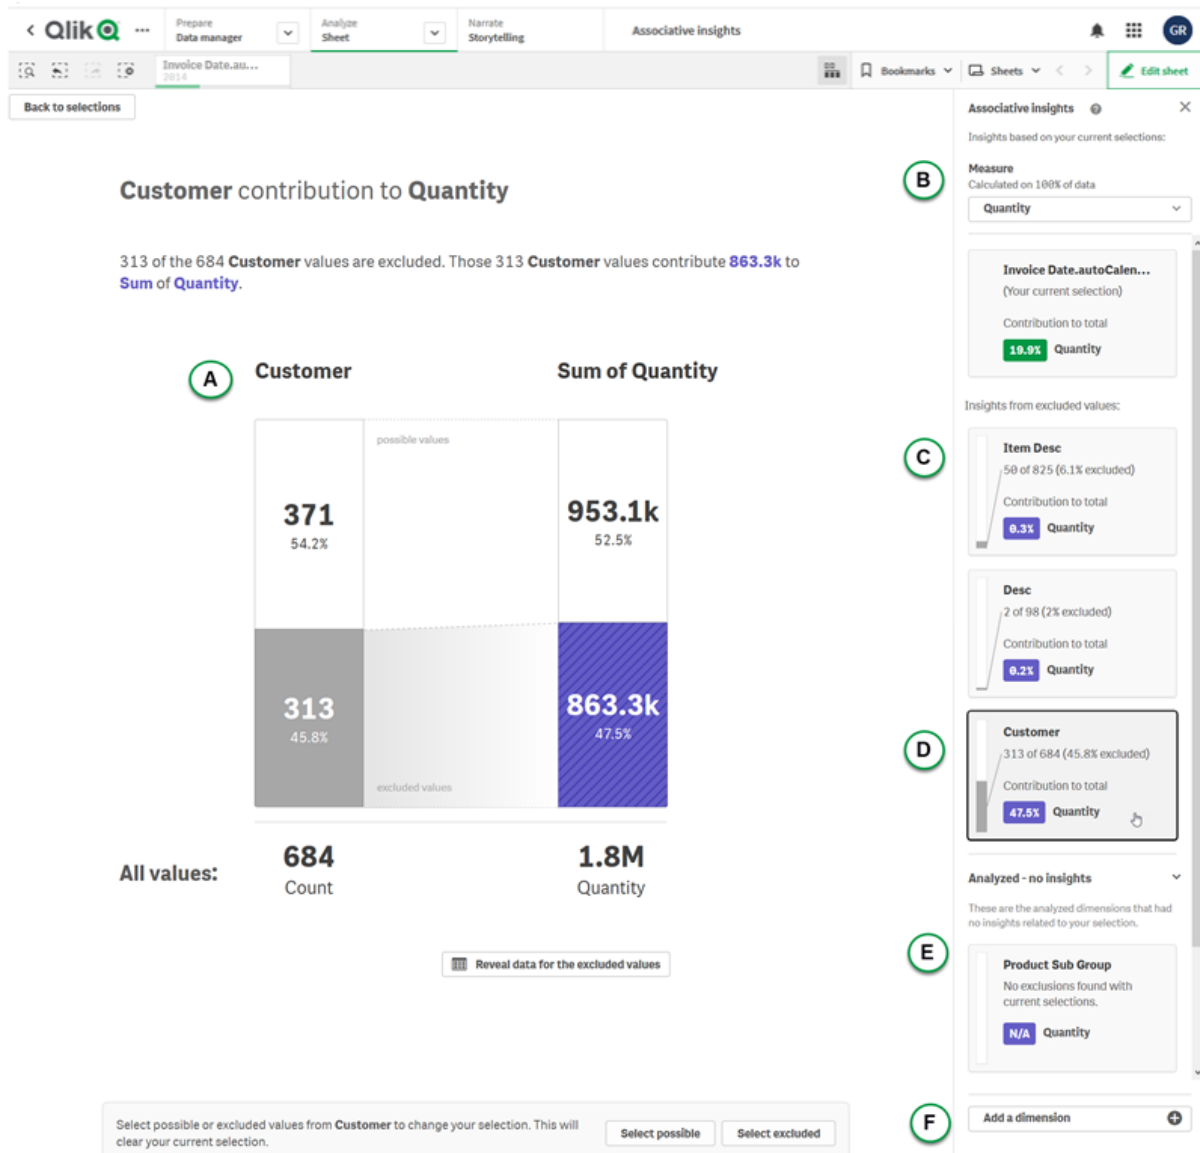 Qlik
Prepare
Data manager
Analyze
Sheet
Narrate
Storytelling
Associative insights
GR
Invoice Date.au...
2014
Bookmarks
Sheets
Edit sheet
Back to selections
Associative insights
Insights based on your current selections:
B
Measure
Calculated on 100% of data
Quantity
Customer contribution to Quantity
313 of the 684 Customer values are excluded. Those 313 Customer values contribute 863.3k to
Sum of Quantity.
Invoice Date.autoCalen...
(Your current selection)
Contribution to total
19.9% Quantity
A
Customer
Sum of Quantity
possible values
371
54.2%
953.1k
52.5%
313
45.8%
863.3k
47.5%
excluded values
All values:
684
Count
1.8M
Quantity
Reveal data for the excluded values
Insights from excluded values:
C
Item Desc
50 of 825 (6.1% excluded)
Contribution to total
0.3% Quantity
Desc
2 of 98 (2% excluded)
Contribution to total
0.2% Quantity
D
Customer
313 of 684 (45.8% excluded)
Contribution to total
47.5% Quantity
Analyzed - no insights
These are the analyzed dimensions that had
no insights related to your selection.
E
Product Sub Group
No exclusions found with
current selections.
N/A Quantity
F
Add a dimension
Select possible or excluded values from Customer to change your selection. This will
clear your current selection.
Select possible
Select excluded